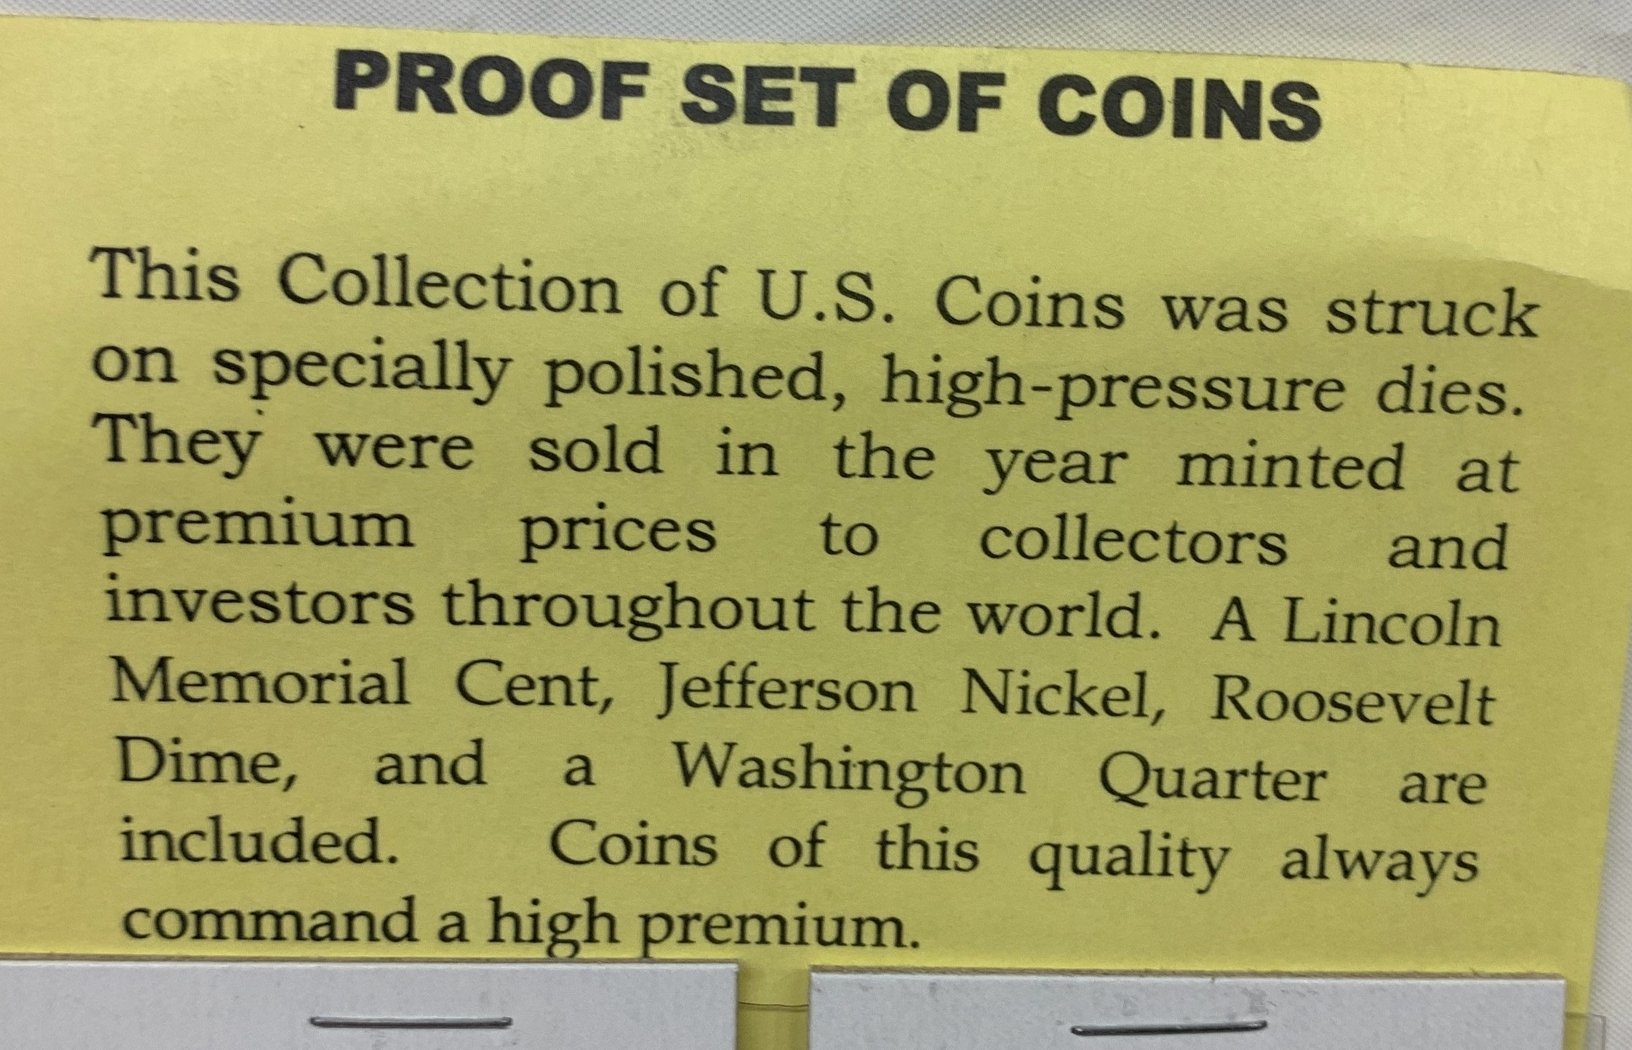 PROOF SET OF COINS
This Collection of U.S. Coins was struck
on specially polished, high-pressure dies.
They were sold in the year minted at
premium prices to collectors and
investors throughout the world. A Lincoln
Memorial Cent, Jefferson Nickel, Roosevelt
Dime, and a Washington Quarter are
included. Coins of this quality always
command a high premium.